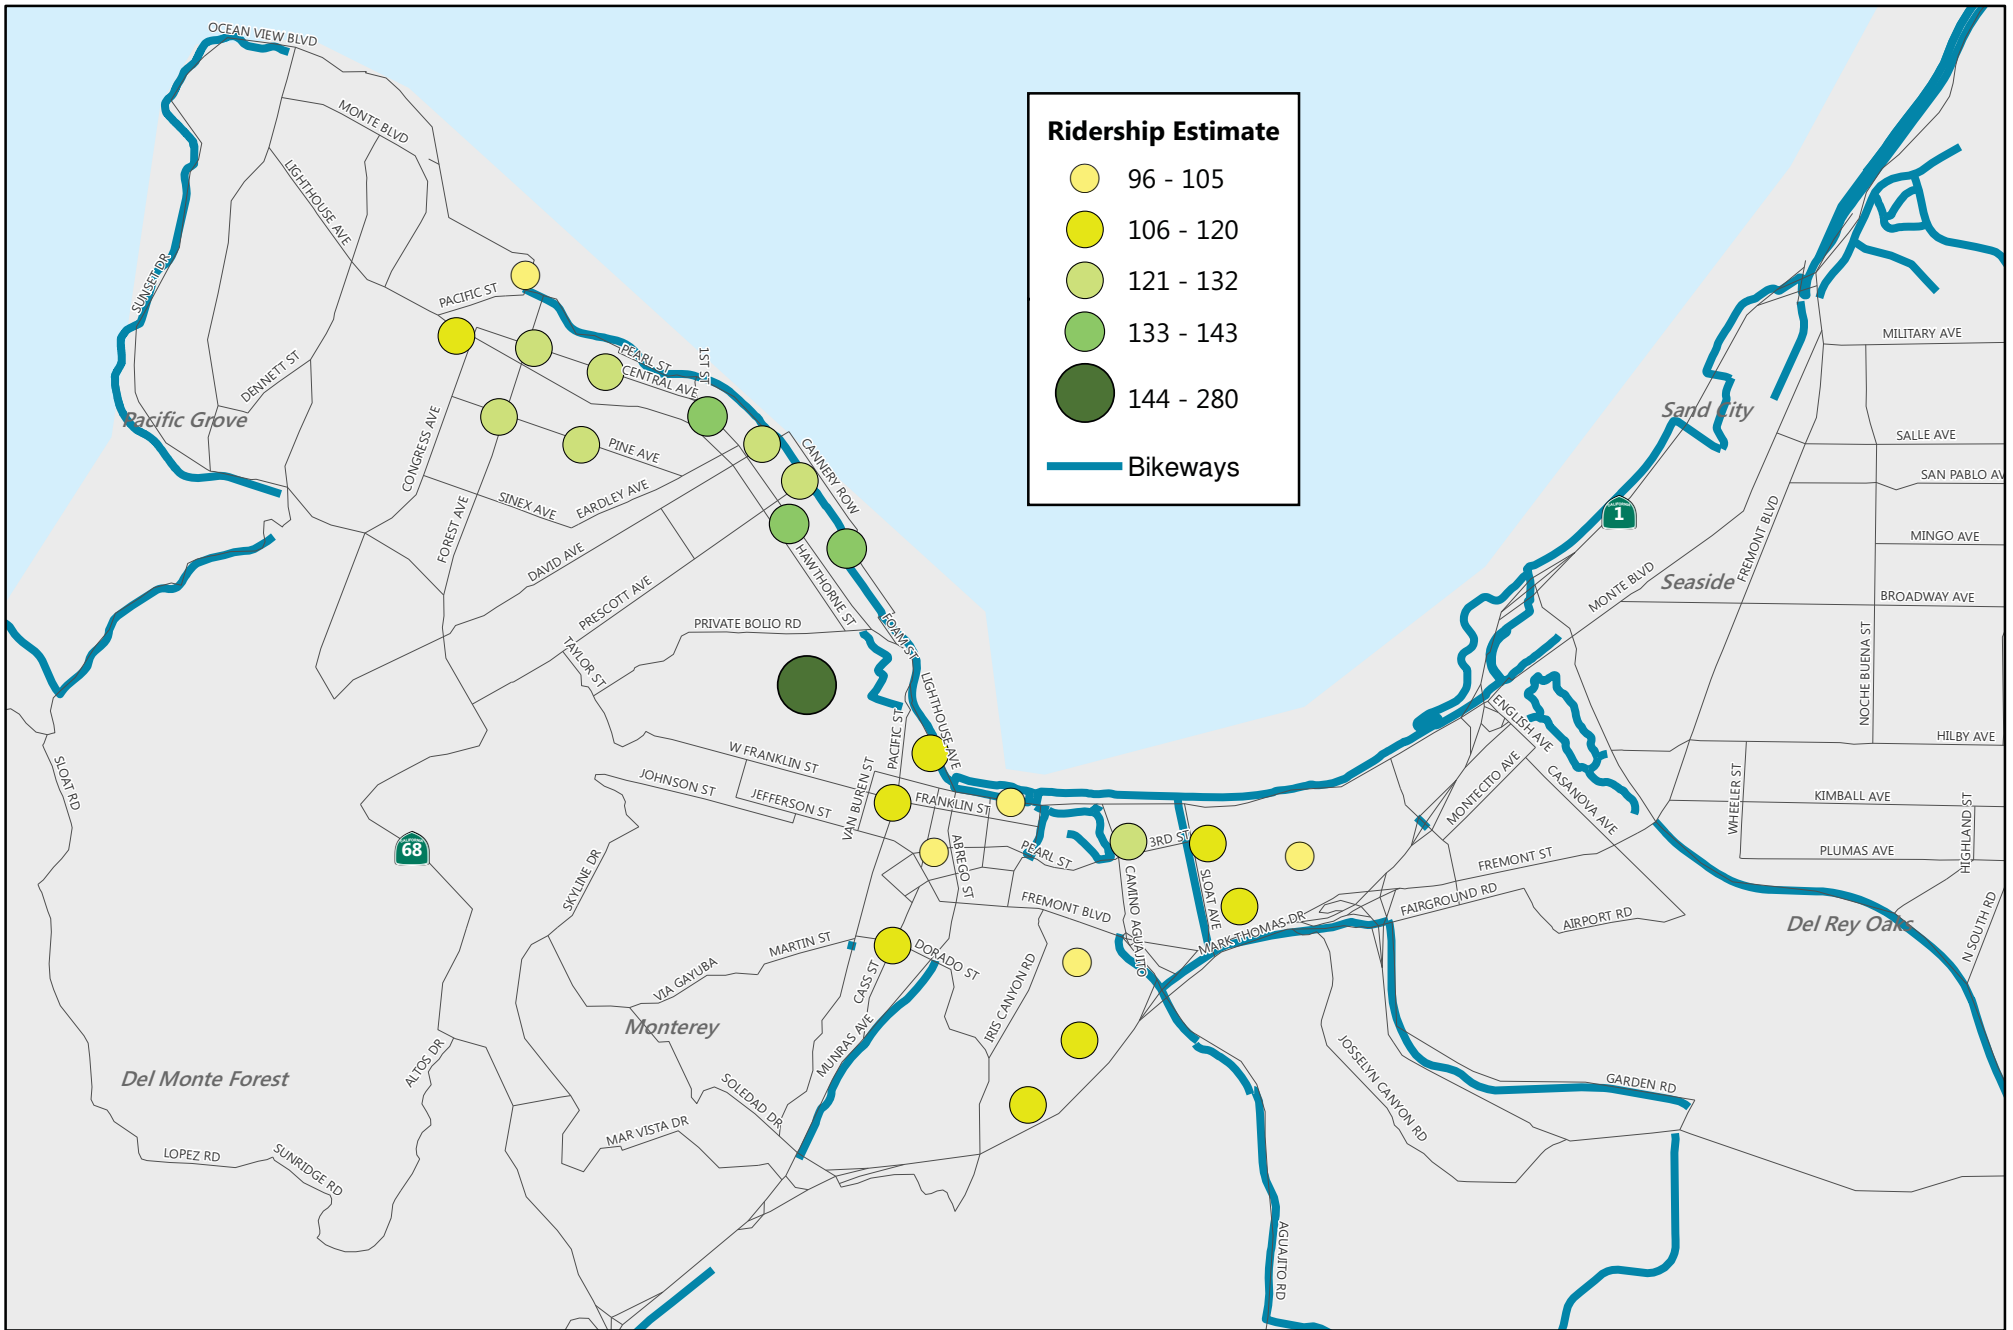 OCEAN VIEW BLVD
MONTE BLVD
LIGHTHOUSE AVE
SUNSET DR
PACIFIC ST
DENNETT ST
Pacific Grove
CONGRESS AVE
PEARL ST
CENTRAL AVE
1ST ST
PINE AVE
SINEX AVE
EARDLEY AVE
FOREST AVE
DAVID AVE
CANNERY ROW
PRESCOTT AVE
HAWTHORNE ST
PRIVATE BOLIO RD
FOAM ST
TAYLOR ST
LIGHTHOUSE AVE
PACIFIC ST
W FRANKLIN ST
JOHNSON ST
JEFFERSON ST
VAN BUREN ST
FRANKLIN ST
ABREGO ST
PEARL ST
3RD ST
SLOAT AVE
CAMINO AGUAJITO
FREMONT BLVD
MARK THOMAS DR
SLOAT RD
68
SKYLINE DR
MARTIN ST
VIA GAYUBA
CASS ST
DORADO ST
MUNRAS AVE
IRIS CANYON RD
Monterey
Del Monte Forest
ALTOS DR
SOLEDAD DR
MAR VISTA DR
LOPEZ RD
SUNRIDGE RD
AGUAJITO RD
JOSSELYN CANYON RD
GARDEN RD
Ridership Estimate
96 - 105
106 - 120
121 - 132
133 - 143
144 - 280
Bikeways
MILITARY AVE
Sand City
SALLE AVE
SAN PABLO AV
1
FREMONT BLVD
MINGO AVE
Seaside
MONTE BLVD
BROADWAY AVE
NOCHE BUENA ST
ENGLISH AVE
HILBY AVE
MONTECITO AVE
CASANOVA AVE
WHEELER ST
KIMBALL AVE
HIGHLAND ST
PLUMAS AVE
FREMONT ST
FAIRGROUND RD
AIRPORT RD
Del Rey Oaks
N SOUTH RD